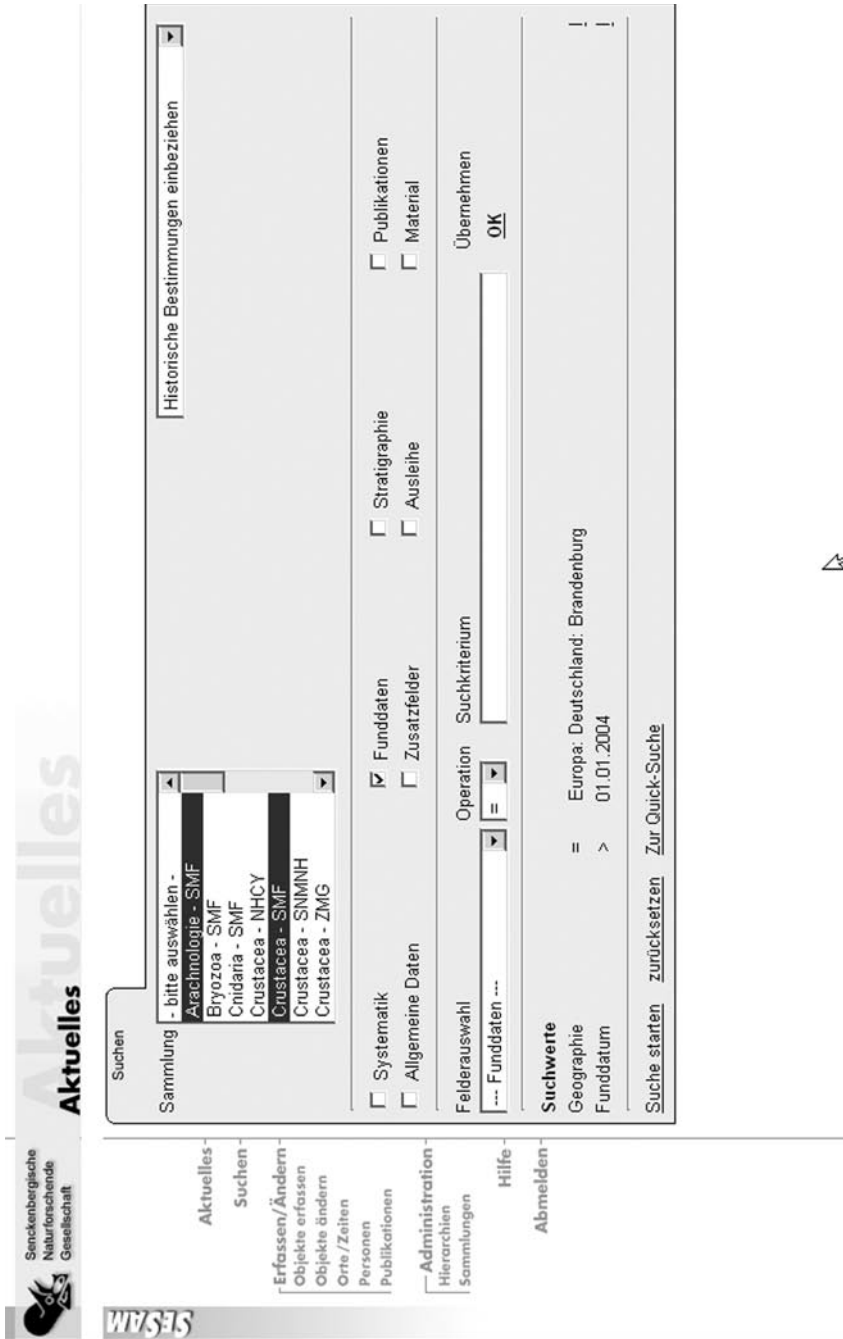 Senckenbergische
Naturforschende
Gesellschaft
Aktuelles
Aktuelles
SESAM
Aktuelles
Suchen
Erfassen/Ändern
Objekte erfassen
Objekte ändern
Orte/Zeiten
Personen
Publikationen
Administration
Hierarchien
Sammlungen
Hilfe
Abmelden
Suchen
Sammlung
- bitte auswählen -
Arachnologie - SMF
Bryozoa - SMF
Cnidaria - SMF
Crustacea - NHCY
Crustacea - SMF
Crustacea - SNMNH
Crustacea - ZMG
Historische Bestimmungen einbeziehen
Systematik Funddaten Stratigraphie Publikationen
Allgemeine Daten Zusatzfelder Ausleihe Material
Felderauswahl Operation Suchkriterium Übernehmen
--- Funddaten --- = OK
Suchwerte
Geographie = Europa: Deutschland: Brandenburg !
Funddatum > 01.01.2004 !
Suche starten zurücksetzen Zur Quick-Suche